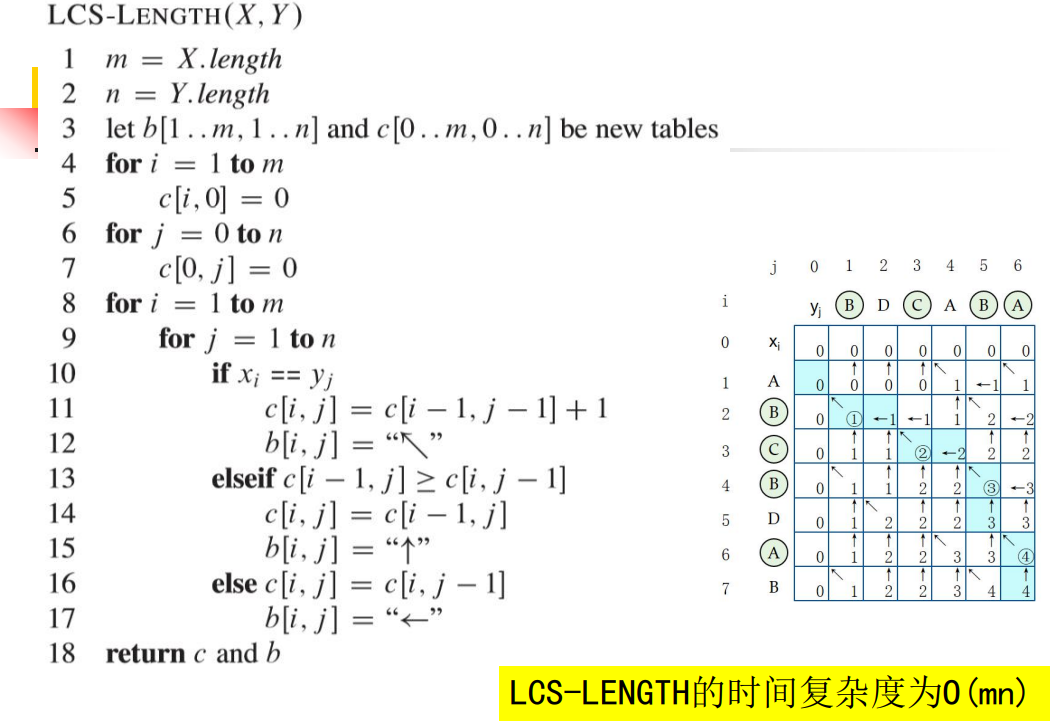 LCS-LENGTH(X, Y)
1 m = X.length
2 n = Y.length
3 let b[1 . . m, 1 . . n] and c[0 . . m, 0 . . n] be new tables
4 for i = 1 to m
5 c[i, 0] = 0
6 for j = 0 to n
7 c[0, j] = 0
8 for i = 1 to m
9 for j = 1 to n
10 if xi == yj
11 c[i, j] = c[i − 1, j − 1] + 1
12 b[i, j] = “↖”
13 elseif c[i − 1, j] ≥ c[i, j − 1]
14 c[i, j] = c[i − 1, j]
15 b[i, j] = “↑”
16 else c[i, j] = c[i, j − 1]
17 b[i, j] = “←”
18 return c and b
j 0 1 2 3 4 5 6
i yj B D C A B A
0 xi 0 0 0 0 0 0 0
1 A 0 ↑0 ↑0 ↑0 ↖1 ←1 ↖1
2 B 0 ↖① ←1 ←1 ↑1 ↖2 ←2
3 C 0 ↑1 ↑1 ↖② ←2 ↑2 ↑2
4 B 0 ↖1 ↑1 ↑2 ↑2 ↖③ ←3
5 D 0 ↑1 ↖2 ↑2 ↑2 ↑3 ↑3
6 A 0 ↑1 ↑2 ↑2 ↖3 ↑3 ↖④
7 B 0 ↖1 ↑2 ↑2 ↑3 ↖4 ↑4
LCS-LENGTH的时间复杂度为O(mn)